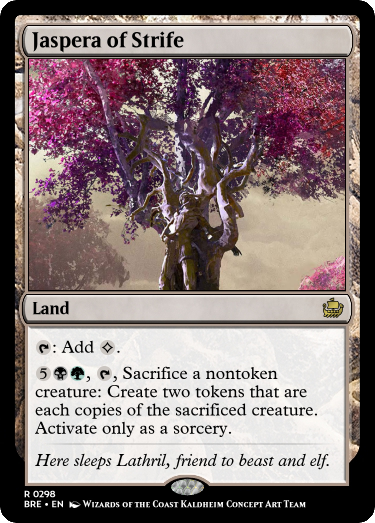 Jaspera of Strife
Land
: Add .
5, , Sacrifice a nontoken
creature: Create two tokens that are
each copies of the sacrificed creature.
Activate only as a sorcery.
Here sleeps Lathril, friend to beast and elf.
R 0298
BRE • EN Wizards of the Coast Kaldheim Concept Art Team